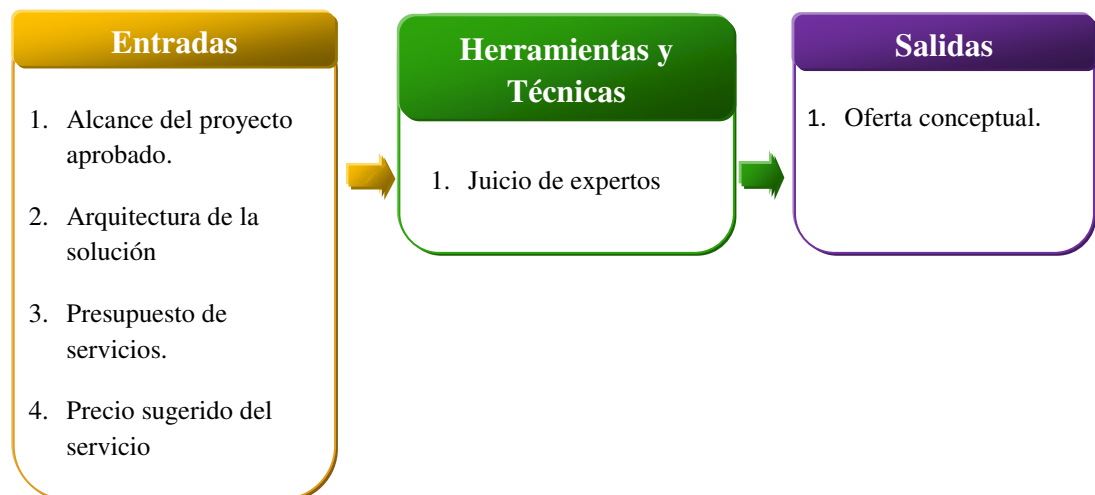 Entradas
1. Alcance del proyecto
aprobado.
2. Arquitectura de la
solución
3. Presupuesto de
servicios.
4. Precio sugerido del
servicio
Herramientas y
Técnicas
1. Juicio de expertos
Salidas
1. Oferta conceptual.